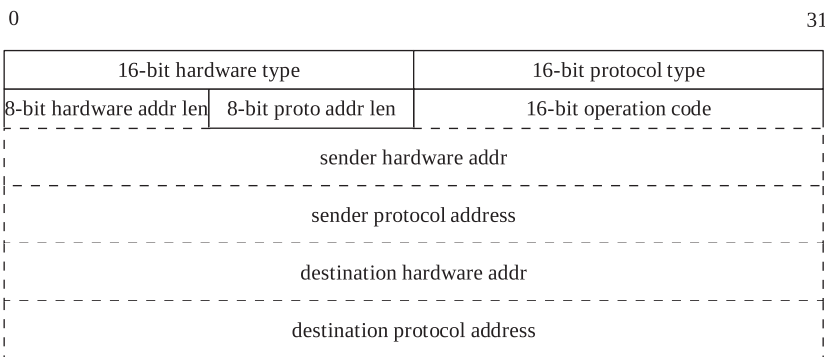 0 31
16-bit hardware type 16-bit protocol type
8-bit hardware addr len 8-bit proto addr len 16-bit operation code
sender hardware addr
sender protocol address
destination hardware addr
destination protocol address